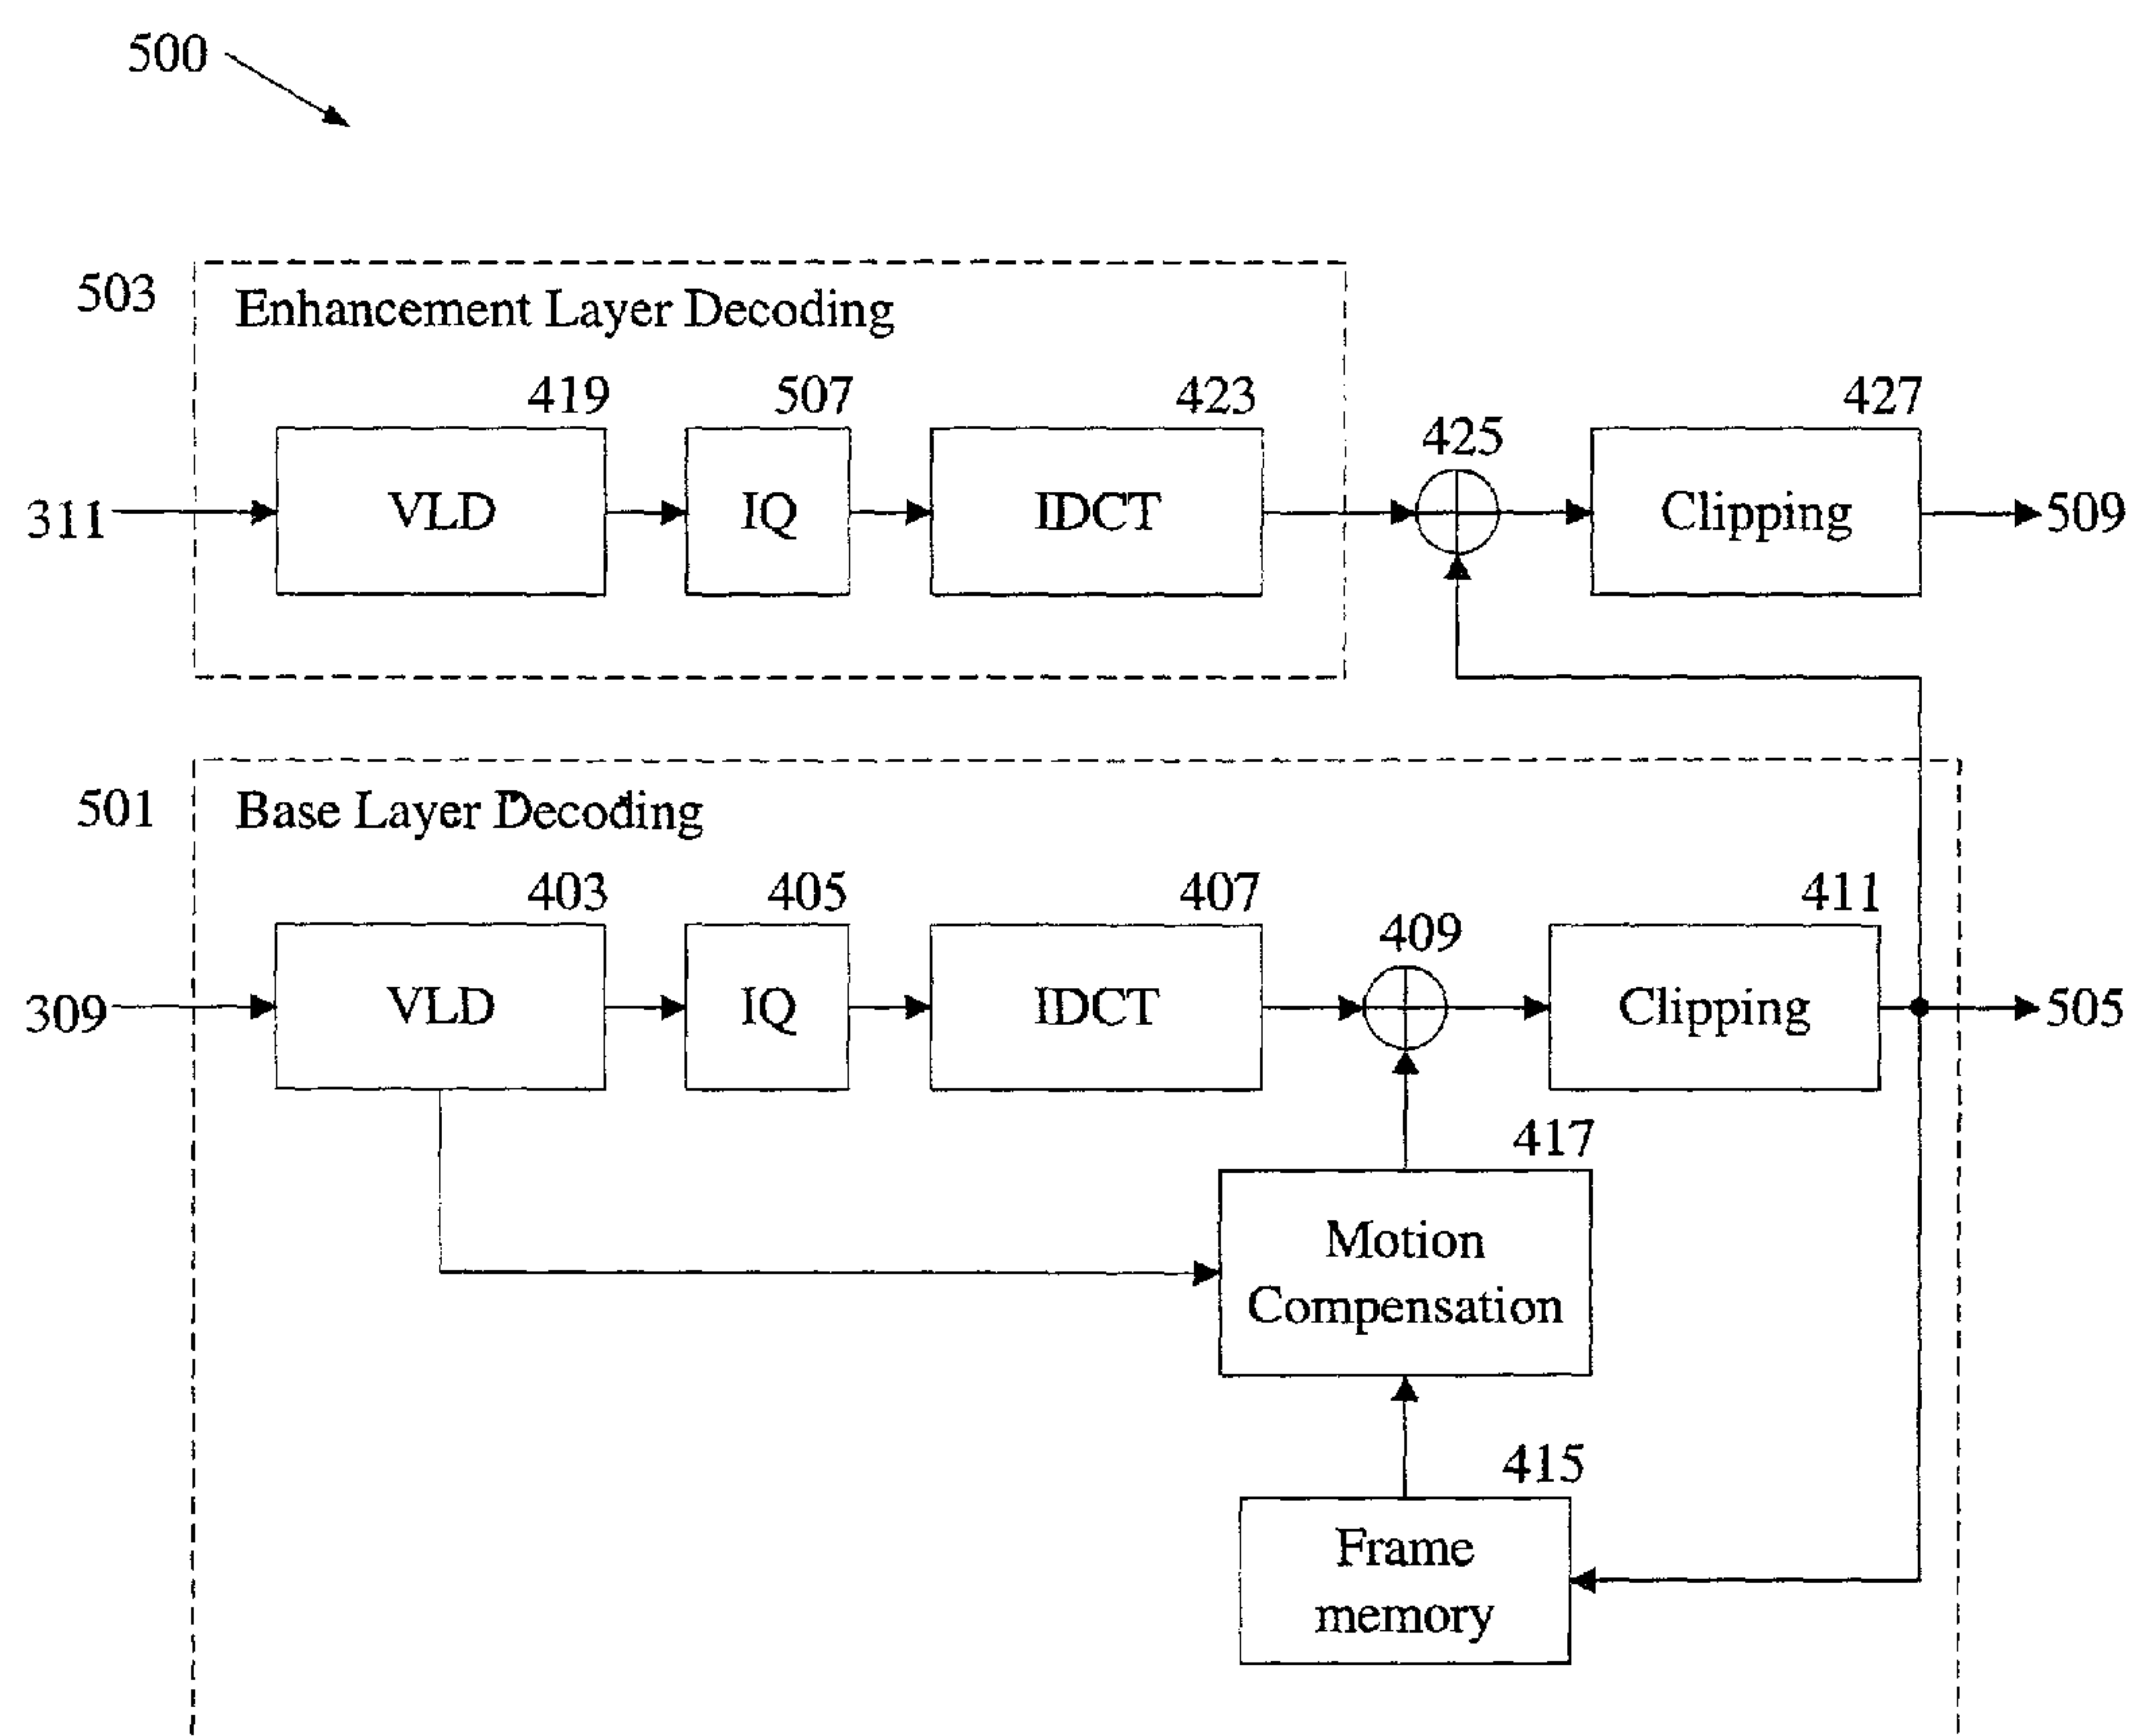 500
503
Enhancement Layer Decoding
419
507
423
425
427
311
VLD
IQ
IDCT
Clipping
509
501
Base Layer Decoding
403
405
407
409
411
309
VLD
IQ
IDCT
Clipping
505
417
Motion
Compensation
415
Frame
memory